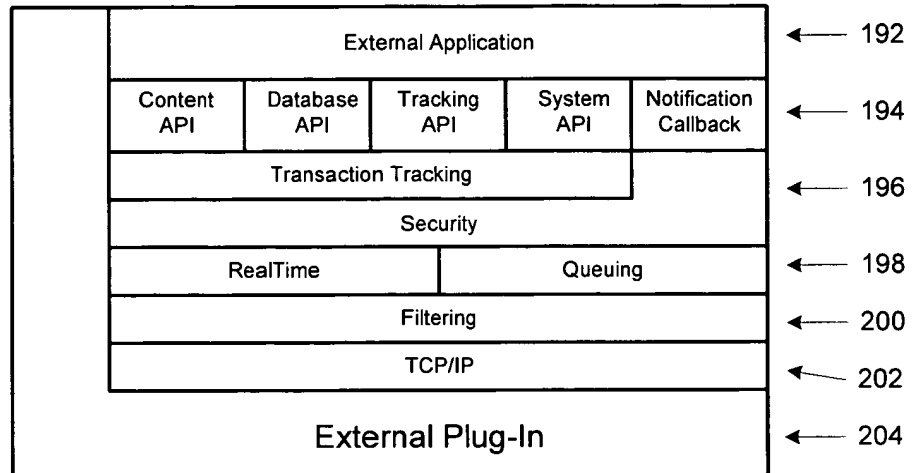 External Application
192
Content API
Database API
Tracking API
System API
Notification Callback
194
Transaction Tracking
196
Security
RealTime
Queuing
198
Filtering
200
TCP/IP
202
External Plug-In
204